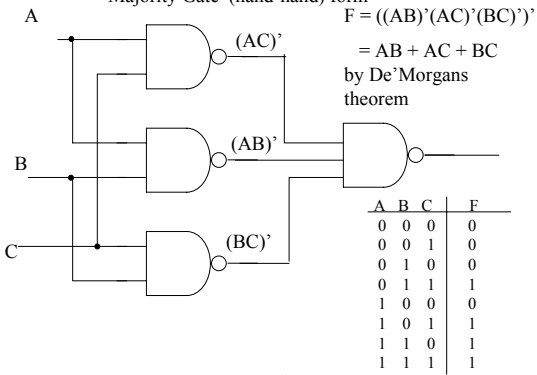 Majority Gate (nand-nand) form
A
F = ((AB)’(AC)’(BC)’)’
(AC)’
= AB + AC + BC
by De’Morgans
theorem
(AB)’
B
(BC)’
C
A B C F
0 0 0 0
0 0 1 0
0 1 0 0
0 1 1 1
1 0 0 0
1 0 1 1
1 1 0 1
1 1 1 1